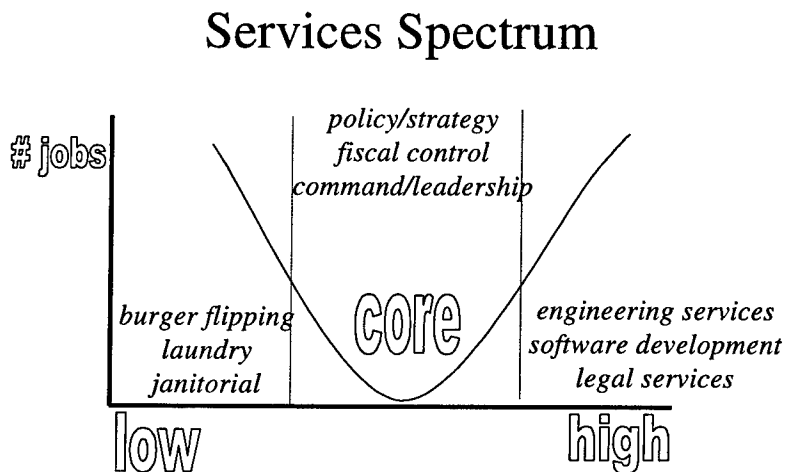 Services Spectrum
# jobs
policy/strategy
fiscal control
command/leadership
core
burger flipping
laundry
janitorial
engineering services
software development
legal services
low
high